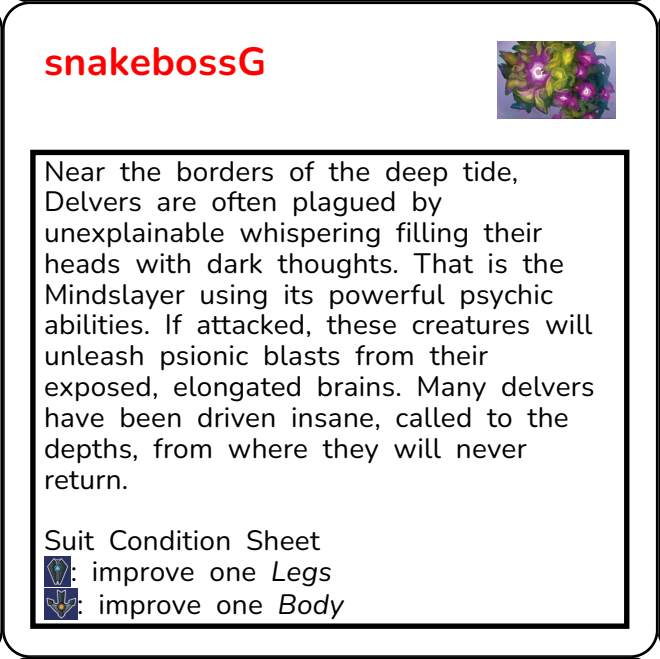 snakebossG
Near the borders of the deep tide,
Delvers are often plagued by
unexplainable whispering filling their
heads with dark thoughts. That is the
Mindslayer using its powerful psychic
abilities. If attacked, these creatures will
unleash psionic blasts from their
exposed, elongated brains. Many delvers
have been driven insane, called to the
depths, from where they will never
return.
Suit Condition Sheet
: improve one Legs
: improve one Body